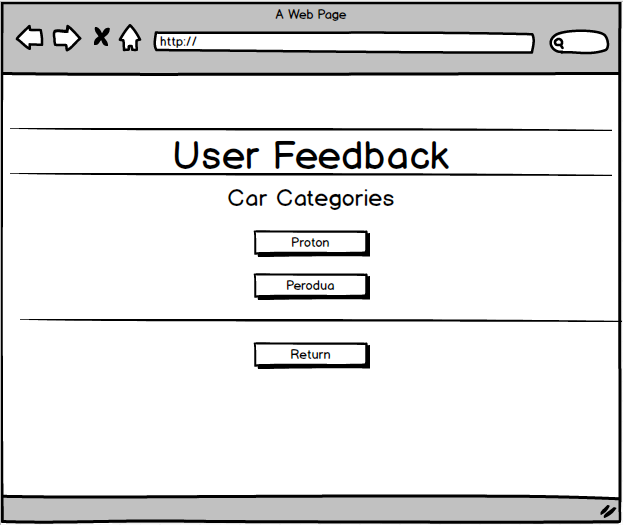 A Web Page
http://
User Feedback
Car Categories
Proton
Perodua
Return